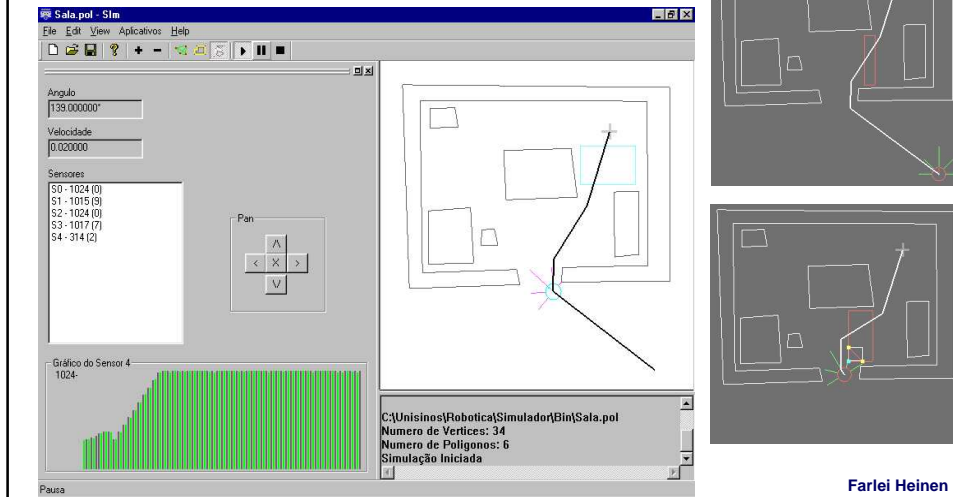 Sala.pol - SIm
File Edit View Aplicativos Help
Angulo
139.000000°
Velocidade
0.020000
Sensores
S0 - 1024 (0)
S1 - 1015 (9)
S2 - 1024 (0)
S3 - 1017 (7)
S4 - 314 (2)
Pan
/\
< X >
\/
Gráfico do Sensor 4
1024-
C:\Unisinos\Robotica\Simulador\Bin\Sala.pol
Numero de Vertices: 34
Numero de Poligonos: 6
Simulação Iniciada
Pausa
Farlei Heinen